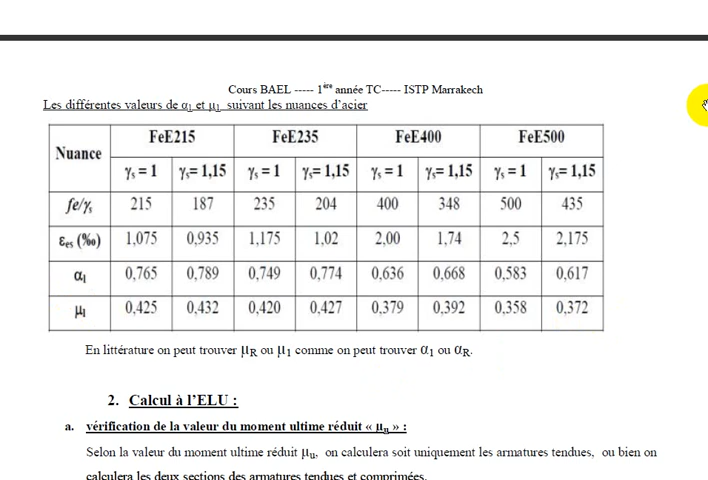 Cours BAEL ----- 1ère année TC----- ISTP Marrakech
Les différentes valeurs de α1 et μ1 suivant les nuances d'acier
Nuance FeE215 FeE235 FeE400 FeE500
γs = 1 γs= 1,15 γs = 1 γs= 1,15 γs = 1 γs= 1,15 γs = 1 γs= 1,15
fe/γs 215 187 235 204 400 348 500 435
εes (‰) 1,075 0,935 1,175 1,02 2,00 1,74 2,5 2,175
αl 0,765 0,789 0,749 0,774 0,636 0,668 0,583 0,617
μl 0,425 0,432 0,420 0,427 0,379 0,392 0,358 0,372
En littérature on peut trouver μR ou μ1 comme on peut trouver α1 ou αR.
2. Calcul à l'ELU :
a. vérification de la valeur du moment ultime réduit « μu » :
Selon la valeur du moment ultime réduit μu, on calculera soit uniquement les armatures tendues, ou bien on
calculera les deux sections des armatures tendues et comprimées.